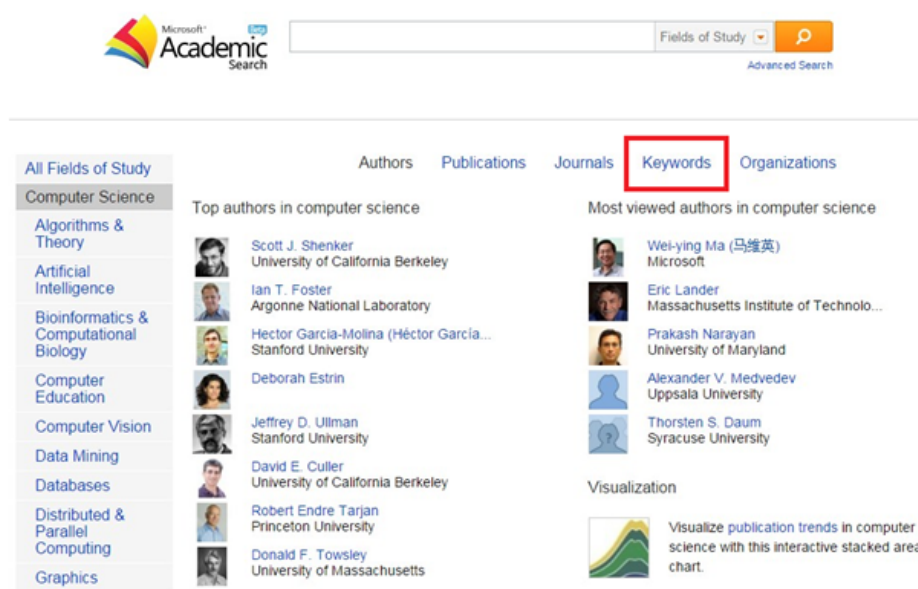 Microsoft®
Beta
Academic
Search
Fields of Study
Advanced Search
All Fields of Study
Computer Science
Algorithms &
Theory
Artificial
Intelligence
Bioinformatics &
Computational
Biology
Computer
Education
Computer Vision
Data Mining
Databases
Distributed &
Parallel
Computing
Graphics
Authors Publications Journals Keywords Organizations
Top authors in computer science
Scott J. Shenker
University of California Berkeley
Ian T. Foster
Argonne National Laboratory
Hector Garcia-Molina (Héctor García...
Stanford University
Deborah Estrin
Jeffrey D. Ullman
Stanford University
David E. Culler
University of California Berkeley
Robert Endre Tarjan
Princeton University
Donald F. Towsley
University of Massachusetts
Most viewed authors in computer science
Wei-ying Ma (马维英)
Microsoft
Eric Lander
Massachusetts Institute of Technolo...
Prakash Narayan
University of Maryland
Alexander V. Medvedev
Uppsala University
Thorsten S. Daum
Syracuse University
Visualization
Visualize publication trends in computer
science with this interactive stacked area
chart.